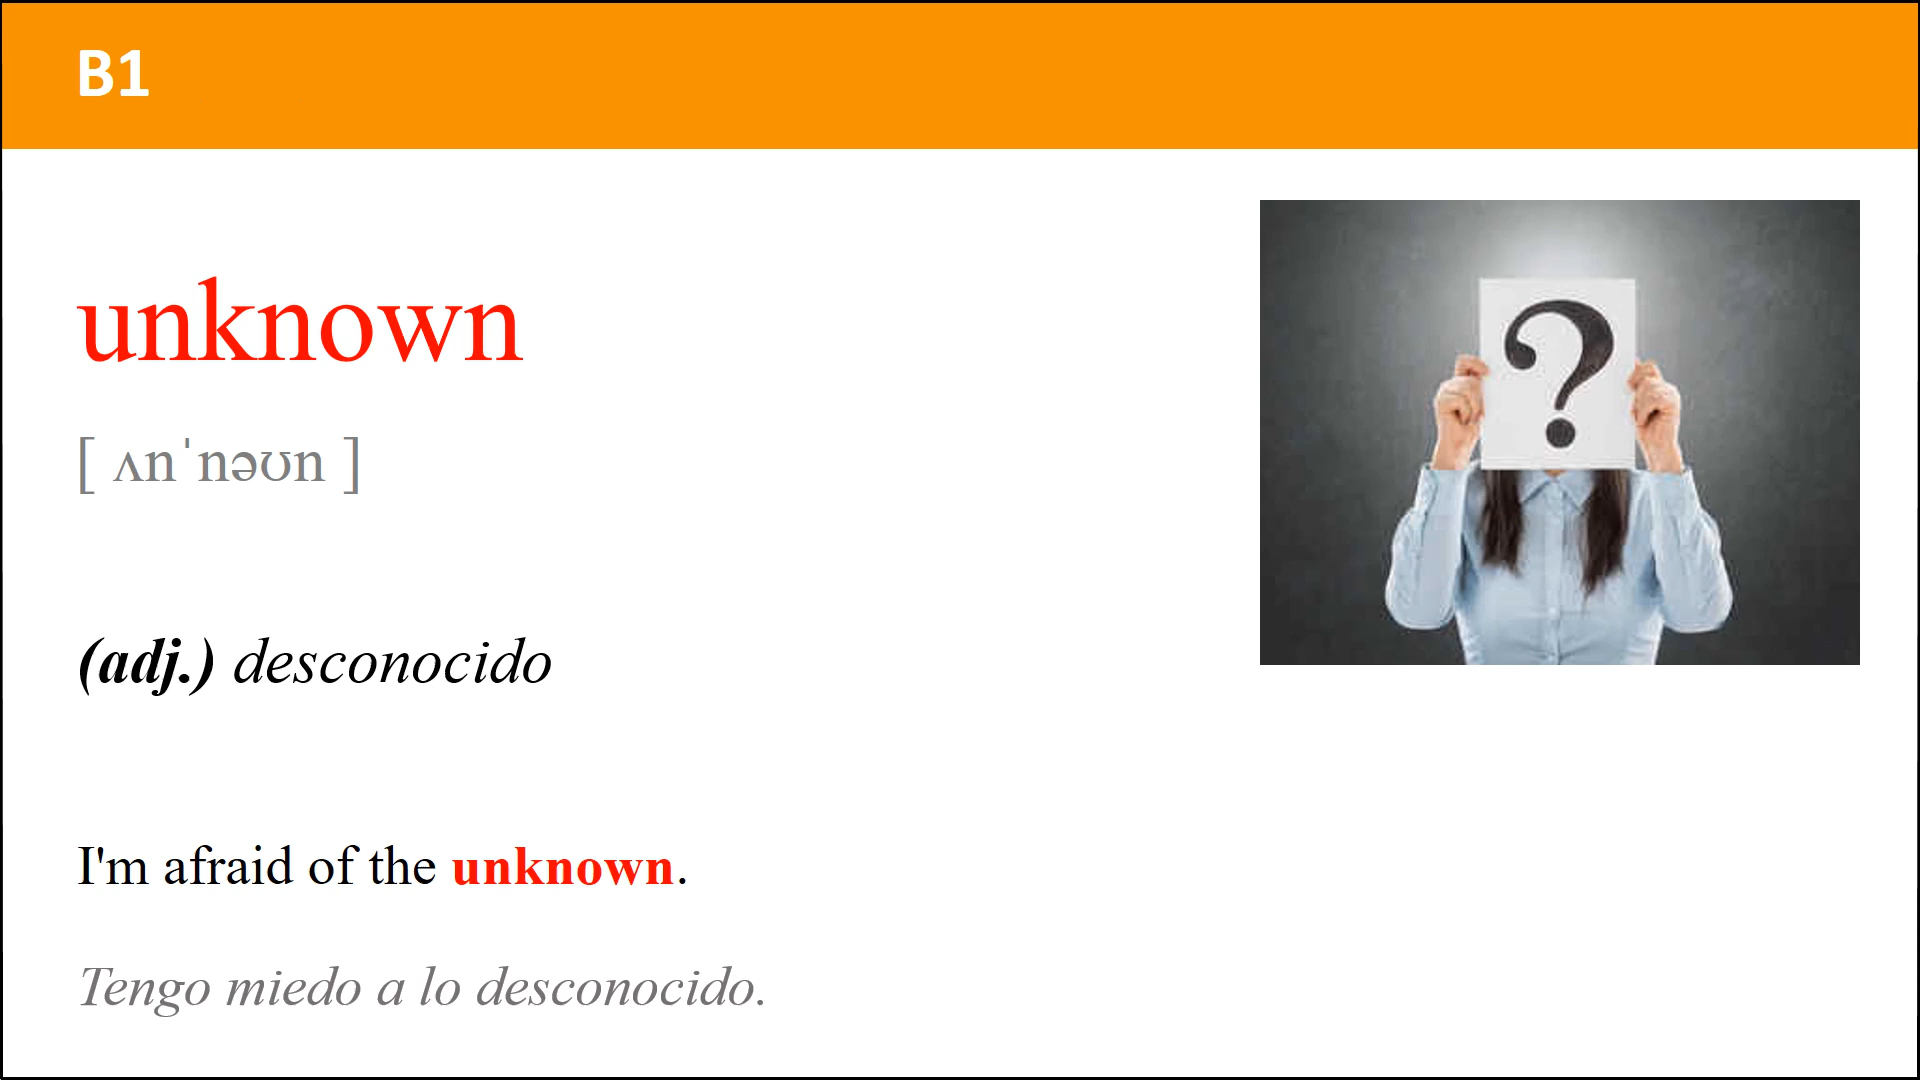 B1
unknown
[ ʌnˈnəʊn ]
(adj.) desconocido
?
I'm afraid of the unknown.
Tengo miedo a lo desconocido.